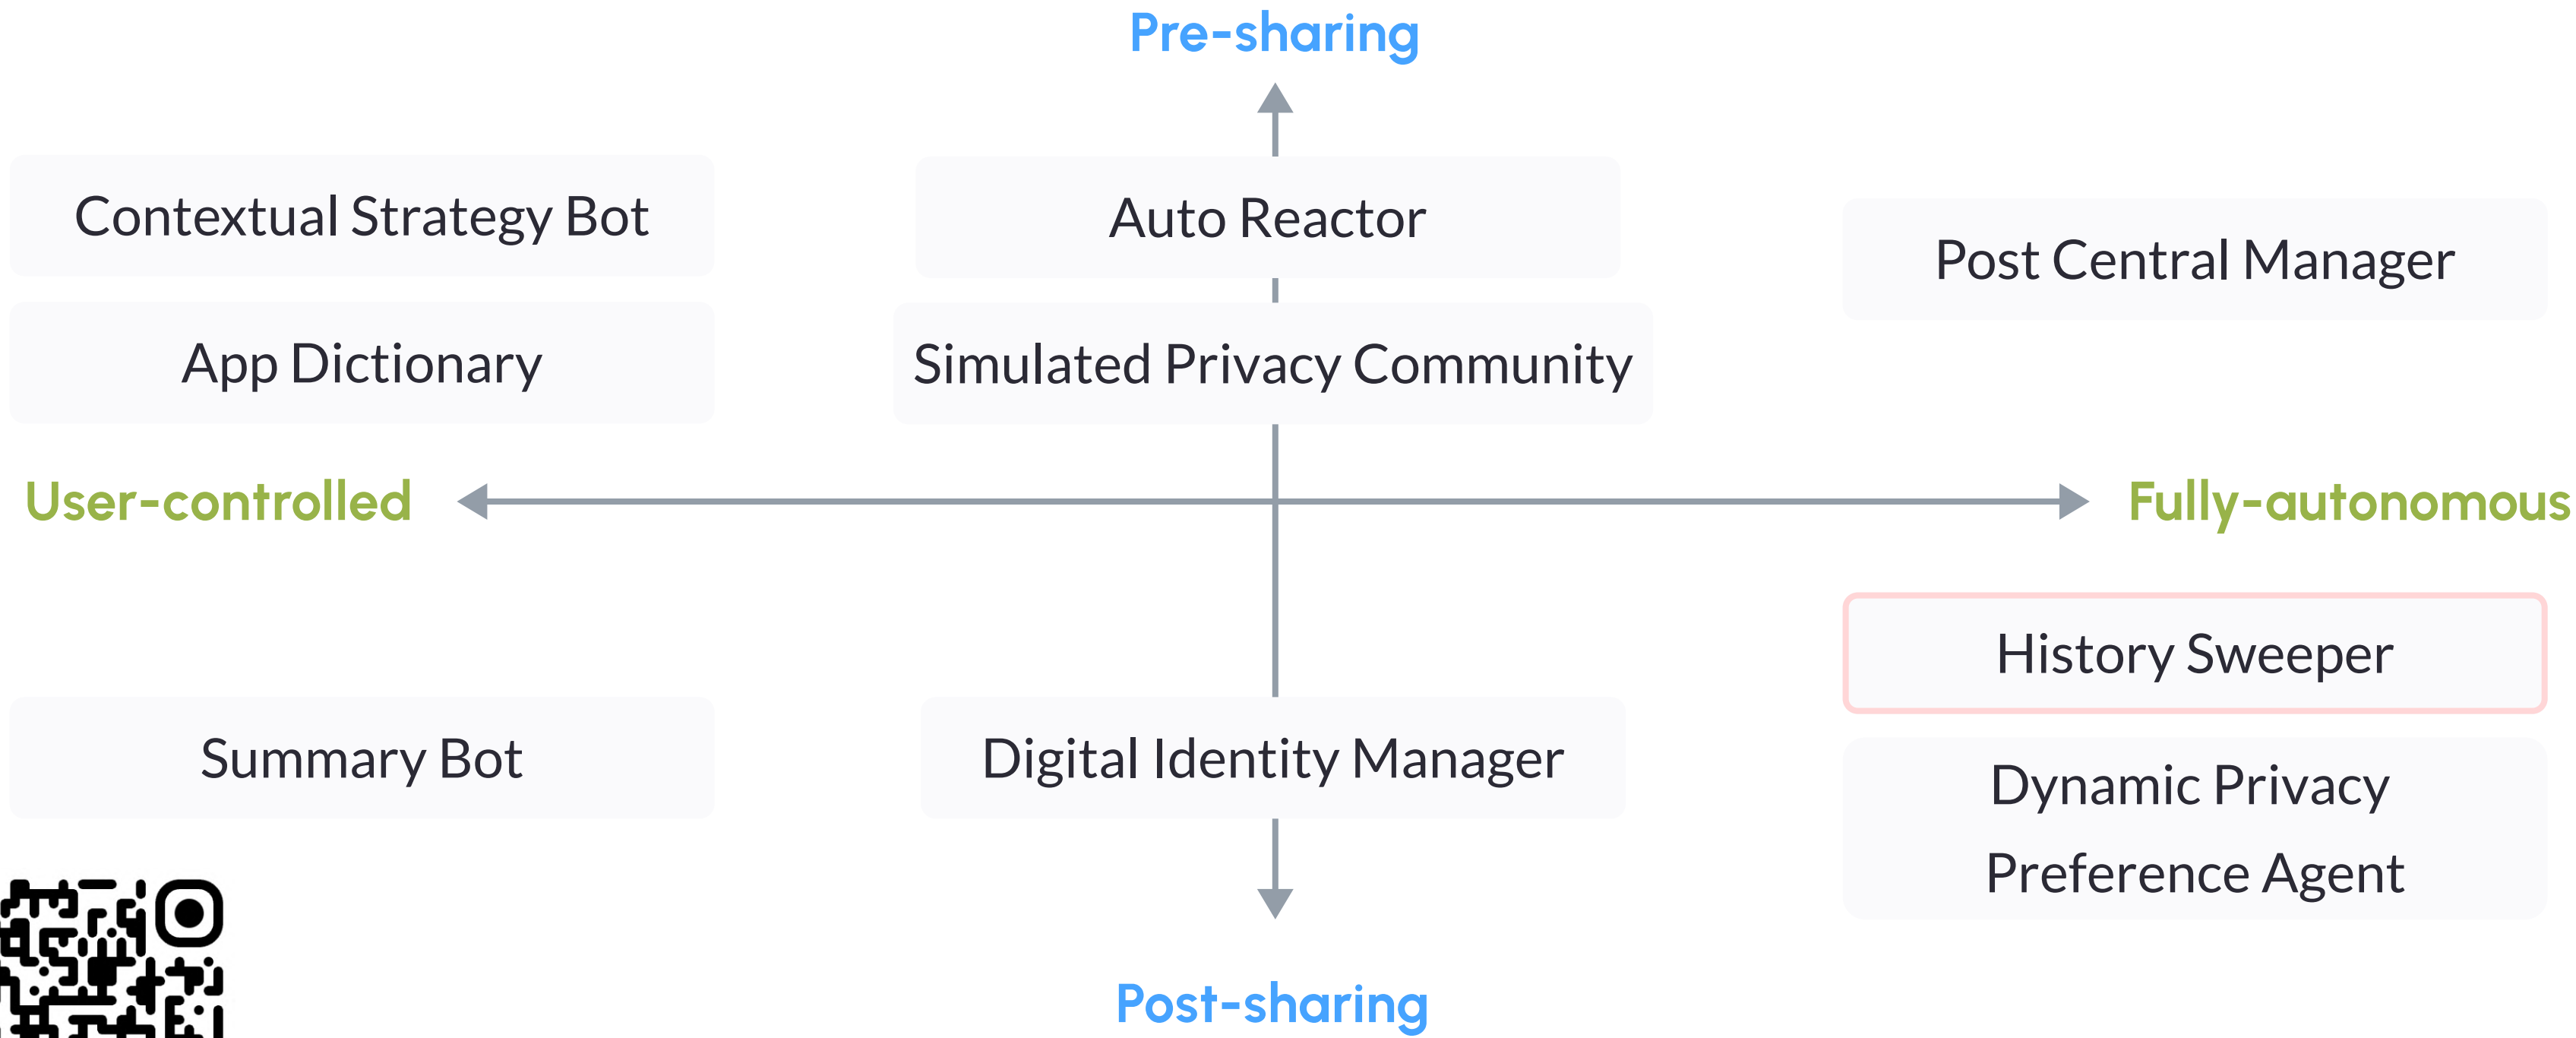 Pre-sharing
Contextual Strategy Bot
Auto Reactor
Post Central Manager
App Dictionary
Simulated Privacy Community
User-controlled
Fully-autonomous
History Sweeper
Summary Bot
Digital Identity Manager
Dynamic Privacy
Preference Agent
Post-sharing